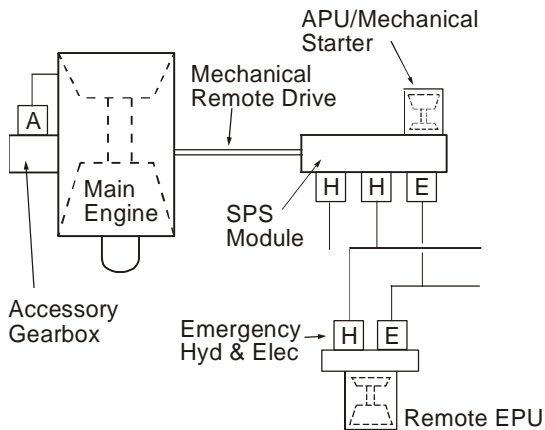 APU/Mechanical
Starter
Mechanical
Remote Drive
A
Main
Engine
H H E
SPS
Module
Accessory
Gearbox
Emergency
Hyd & Elec
H E
Remote EPU